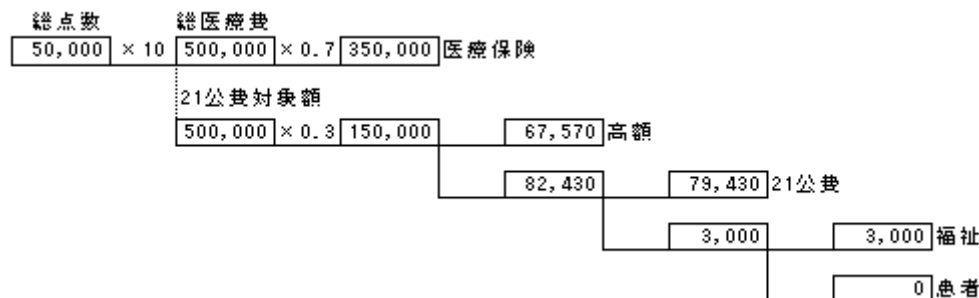 総点数 総医療費
50,000 × 10 500,000 × 0.7 350,000 医療保険
21公費対象額
500,000 × 0.3 150,000 67,570 高額
82,430 79,430 21公費
3,000 3,000 福祉
0 患者